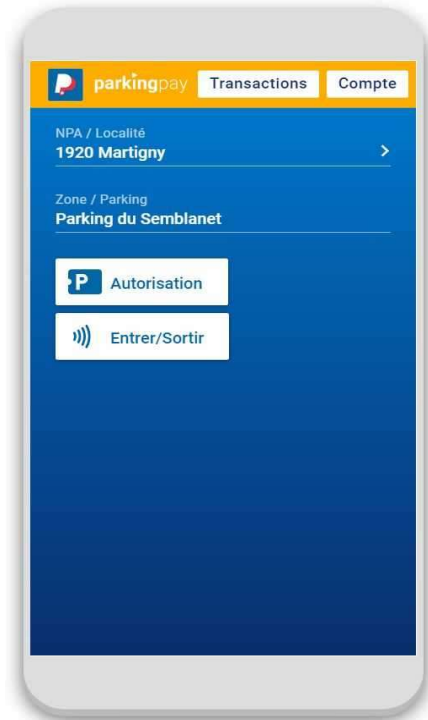 parkingpay Transactions Compte
NPA / Localité
1920 Martigny
Zone / Parking
Parking du Semblanet
P Autorisation
Entrer/Sortir